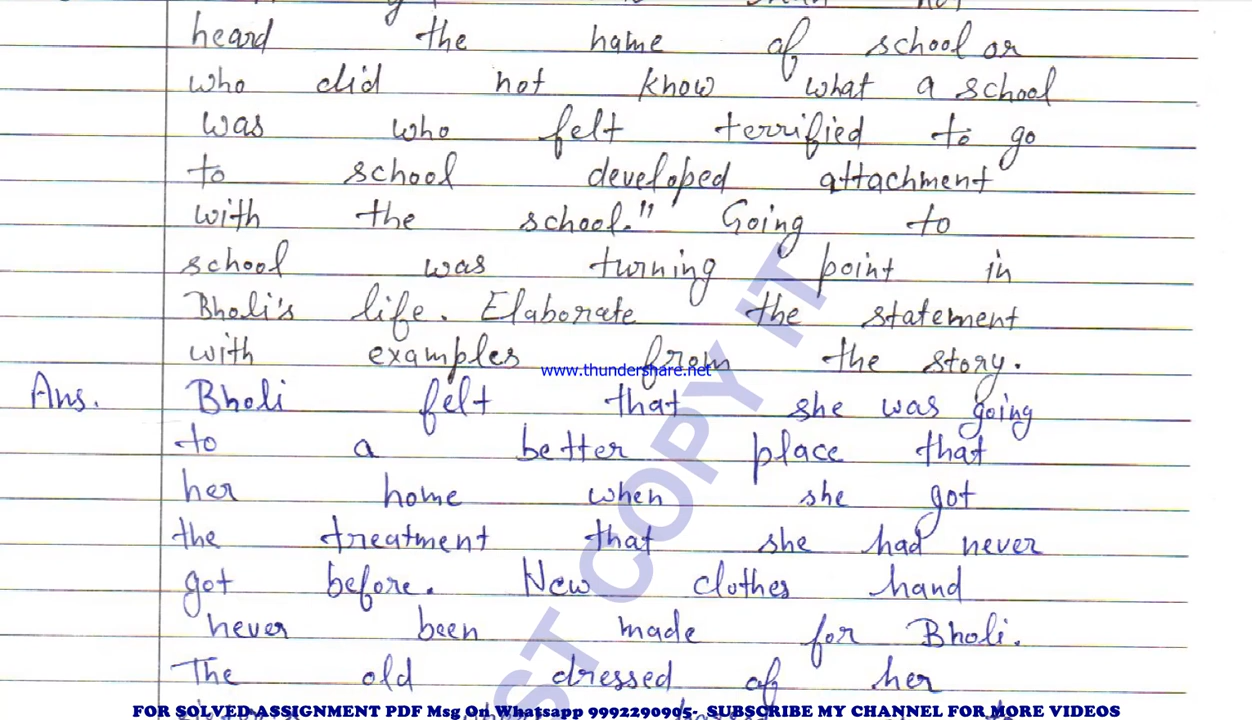 heard the name of school or
who did not know what a school
was who felt terrified to go
to school developed attachment
with the school." Going to
school was turning point in
Bholi's life. Elaborate the statement
with examples from the story.
www.thundershare.net
Ans. Bholi felt that she was going
to a better place that
her home when she got
the treatment that she had never
got before. New clothes hand
never been made for Bholi.
The old dressed of her
ST COPY IT
FOR SOLVED ASSIGNMENT PDF Msg On Whatsapp 9992290995- SUBSCRIBE MY CHANNEL FOR MORE VIDEOS